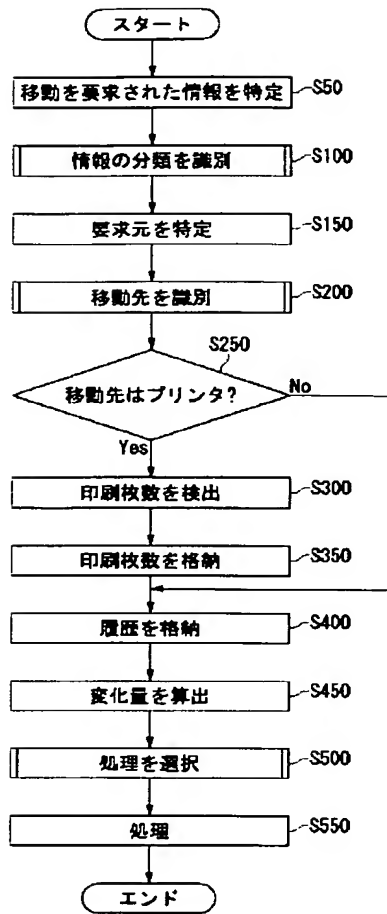 スタート
移動を要求された情報を特定
S50
情報の分類を識別
S100
要求元を特定
S150
移動先を識別
S200
S250
移動先はプリンタ?
No
Yes
印刷枚数を検出
S300
印刷枚数を格納
S350
履歴を格納
S400
変化量を算出
S450
処理を選択
S500
処理
S550
エンド